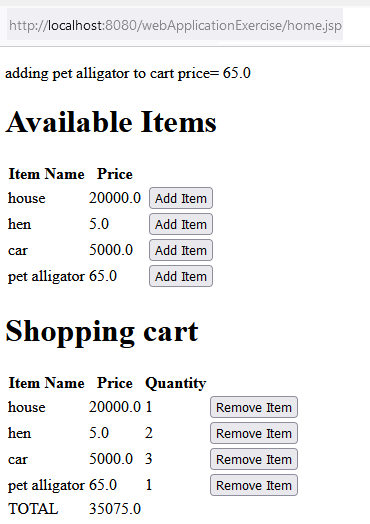 http://localhost:8080/webApplicationExercise/home.jsp
adding pet alligator to cart price= 65.0
Available Items
Item Name Price
house 20000.0 Add Item
hen 5.0 Add Item
car 5000.0 Add Item
pet alligator 65.0 Add Item
Shopping cart
Item Name Price Quantity
house 20000.0 1 Remove Item
hen 5.0 2 Remove Item
car 5000.0 3 Remove Item
pet alligator 65.0 1 Remove Item
TOTAL 35075.0